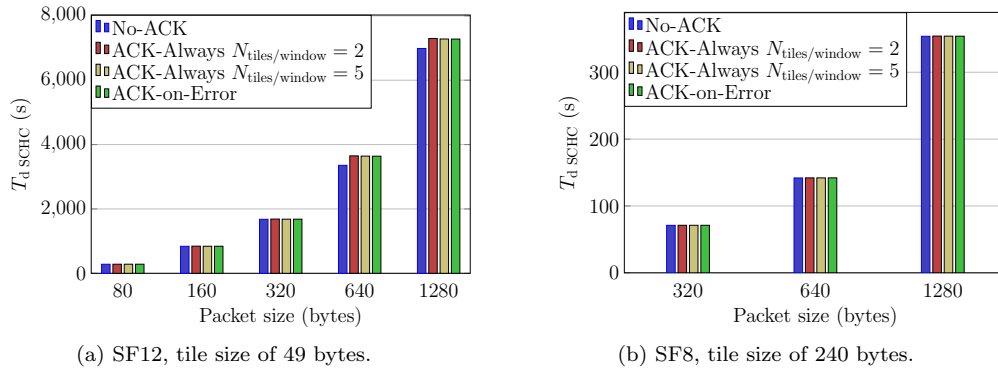 8,000
6,000
4,000
2,000
0
T_d SCHC (s)
No-ACK
ACK-Always N_tiles/window = 2
ACK-Always N_tiles/window = 5
ACK-on-Error
80 160 320 640 1280
Packet size (bytes)
(a) SF12, tile size of 49 bytes.
300
200
100
0
T_d SCHC (s)
No-ACK
ACK-Always N_tiles/window = 2
ACK-Always N_tiles/window = 5
ACK-on-Error
320 640 1280
Packet size (bytes)
(b) SF8, tile size of 240 bytes.